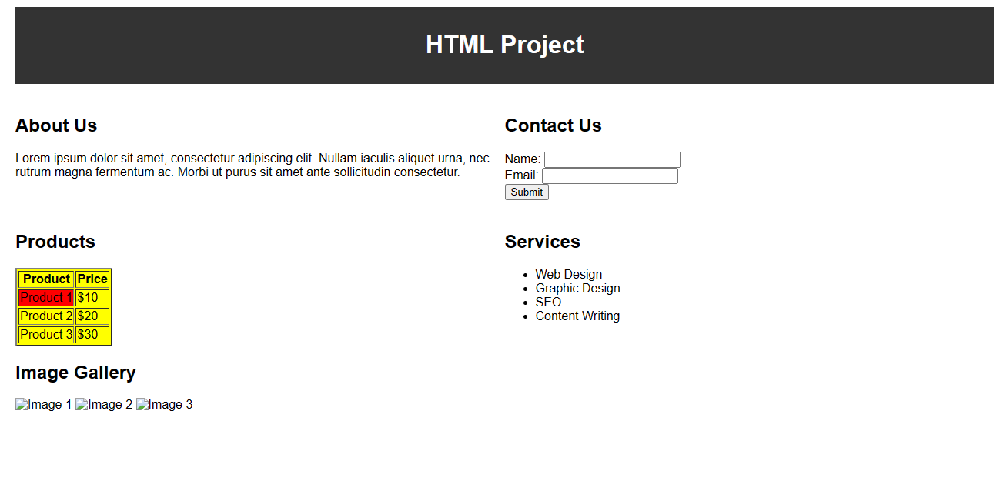 HTML Project
About Us
Lorem ipsum dolor sit amet, consectetur adipiscing elit. Nullam iaculis aliquet urna, nec
rutrum magna fermentum ac. Morbi ut purus sit amet ante sollicitudin consectetur.
Contact Us
Name:
Email:
Submit
Products
Product Price
Product 1 $10
Product 2 $20
Product 3 $30
Services
Web Design
Graphic Design
SEO
Content Writing
Image Gallery
Image 1 Image 2 Image 3